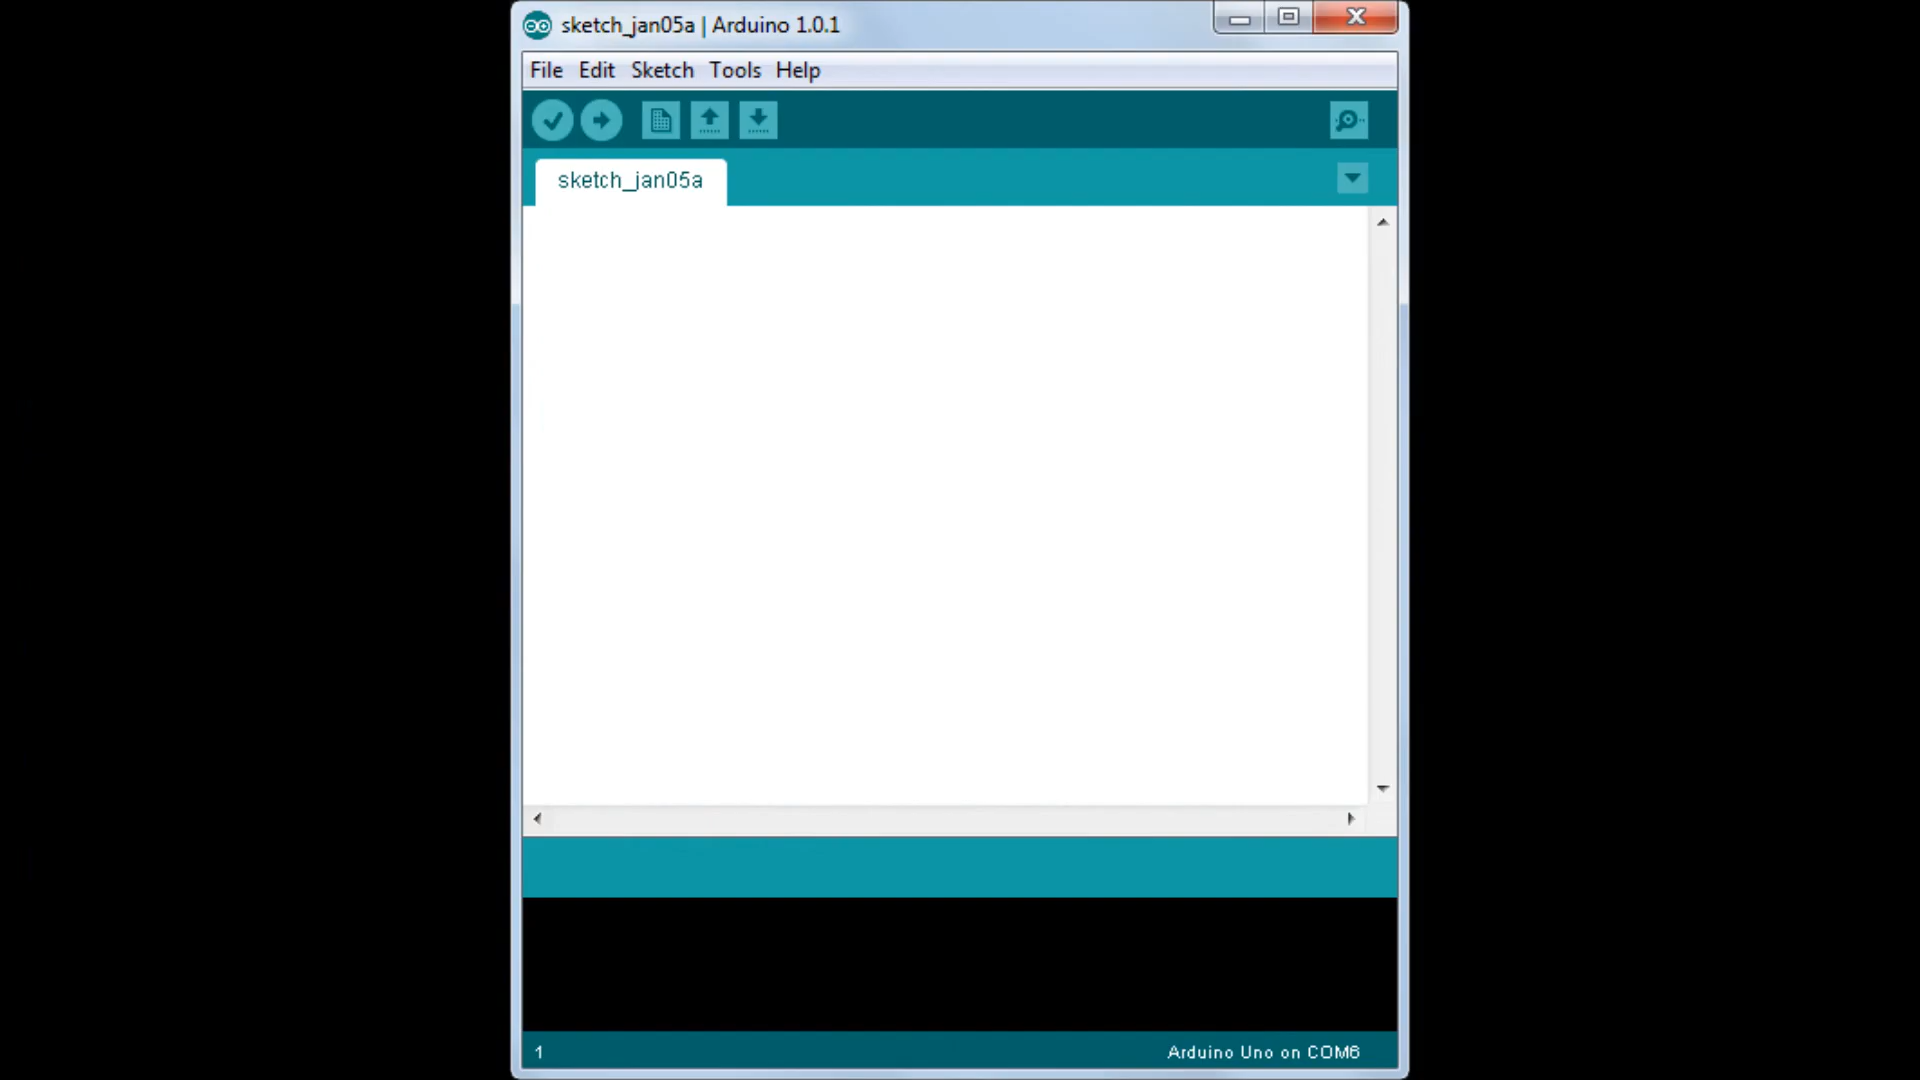 sketch_jan05a | Arduino 1.0.1
File Edit Sketch Tools Help
sketch_jan05a
1
Arduino Uno on COM6